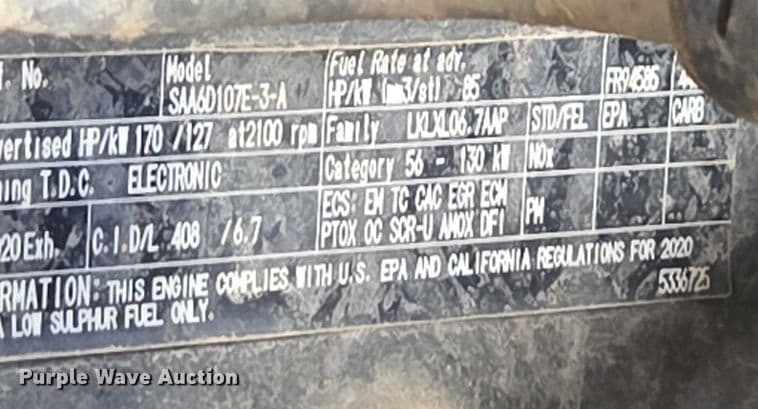 No. Model Fuel Rate at adv. FR94585
SAA6D107E-3-A HP/kW (mm3/st) 85
vertised HP/kW 170 /127 at2100 rpm Family LKLXL06.7AAP STD/FEL EPA CARB
ing T.D.C. ELECTRONIC Category 56 - 130 kW NOx
20 Exh. C.I.D/L 408 /6.7 ECS: EM TC CAC EGR ECM PM
PTOX OC SCR-U AMOX DFI
RMATION: THIS ENGINE COMPLIES WITH U.S. EPA AND CALIFORNIA REGULATIONS FOR 2020
LOW SULPHUR FUEL ONLY. 5336725
Purple Wave Auction